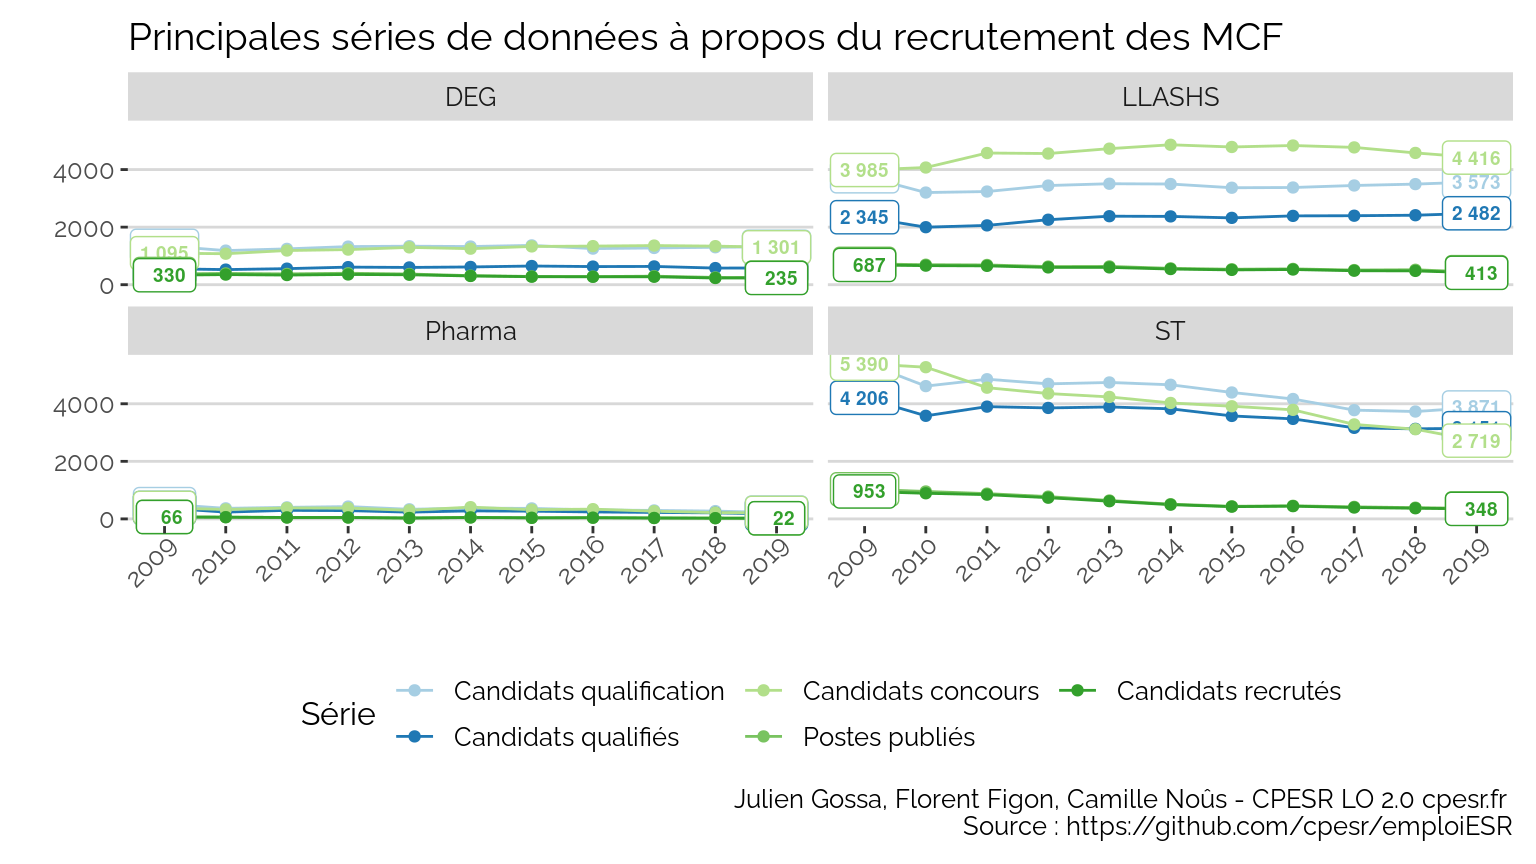 Principales séries de données à propos du recrutement des MCF
DEG
LLASHS
4000
2000
0
1 095
330
1 301
235
3 985
2 345
687
4 416
3 573
2 482
413
Pharma
ST
4000
2000
0
66
22
5 390
4 206
953
3 871
2 719
348
2009 2010 2011 2012 2013 2014 2015 2016 2017 2018 2019
2009 2010 2011 2012 2013 2014 2015 2016 2017 2018 2019
Série
Candidats qualification
Candidats concours
Candidats recrutés
Candidats qualifiés
Postes publiés
Julien Gossa, Florent Figon, Camille Noûs - CPESR LO 2.0 cpesr.fr
Source : https://github.com/cpesr/emploiESR